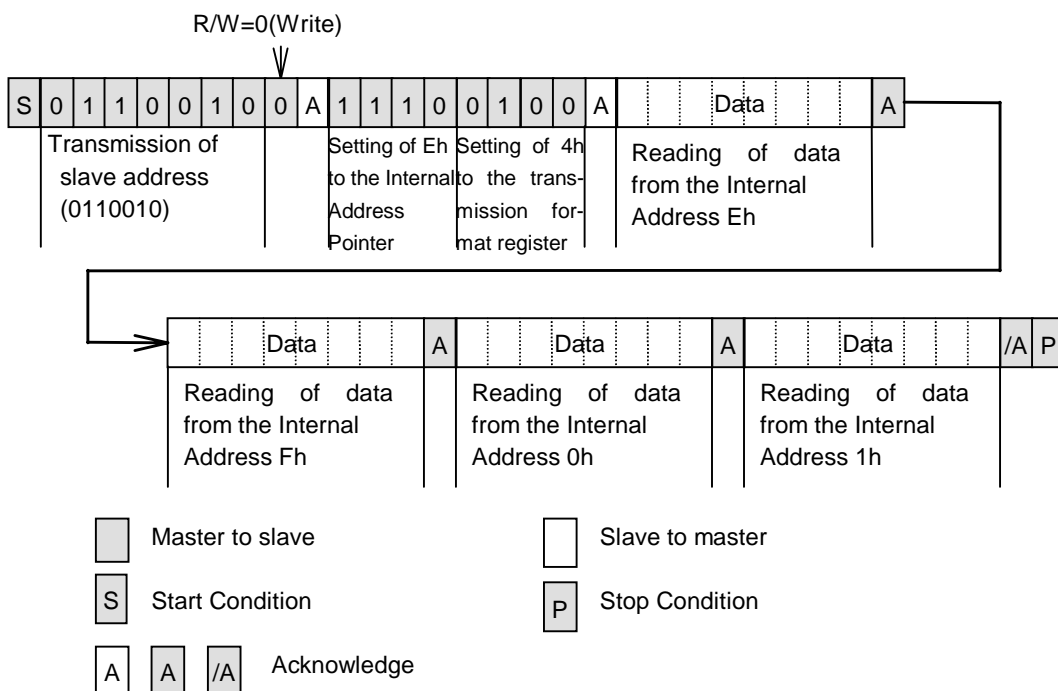 R/W=0(Write)
S 0 1 1 0 0 1 0 0 A 1 1 1 0 0 1 0 0 A Data A
Transmission of
slave address
(0110010)
Setting of Eh
to the Internal
Address
Pointer
Setting of 4h
to the trans-
mission for-
mat register
Reading of data
from the Internal
Address Eh
Data A Data A Data /A P
Reading of data
from the Internal
Address Fh
Reading of data
from the Internal
Address 0h
Reading of data
from the Internal
Address 1h
Master to slave
Slave to master
S Start Condition
P Stop Condition
A A /A Acknowledge